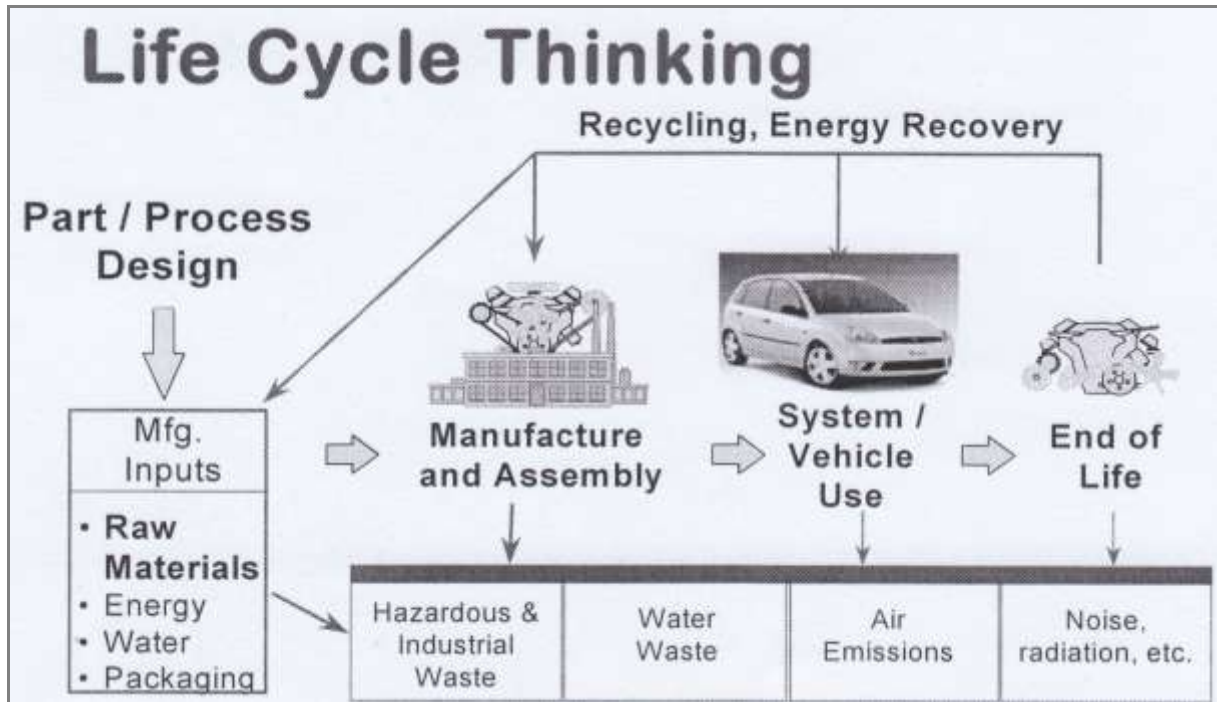 Life Cycle Thinking
Recycling, Energy Recovery
Part / Process
Design
Mfg.
Inputs
• Raw
Materials
• Energy
• Water
• Packaging
Manufacture
and Assembly
System /
Vehicle
Use
End of
Life
Hazardous &
Industrial
Waste
Water
Waste
Air
Emissions
Noise,
radiation, etc.